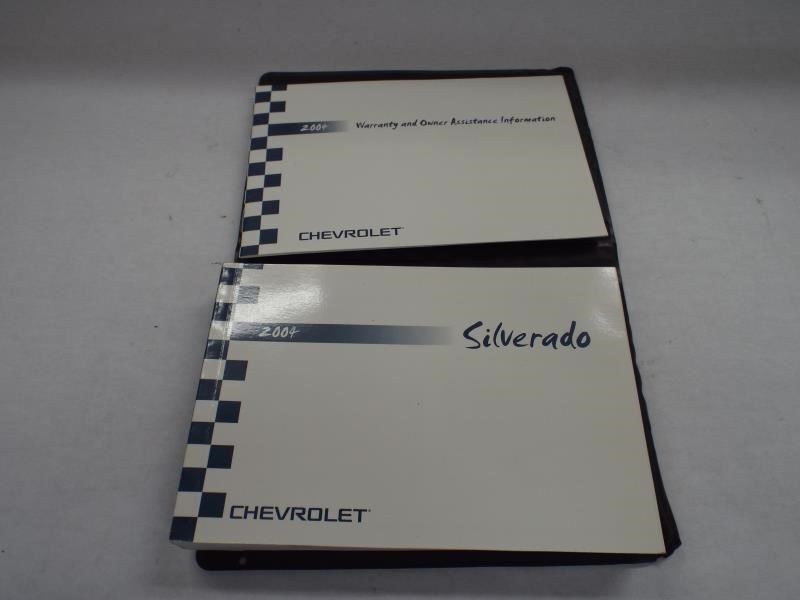 2004 Warranty and Owner Assistance Information
CHEVROLET
2004 Silverado
CHEVROLET